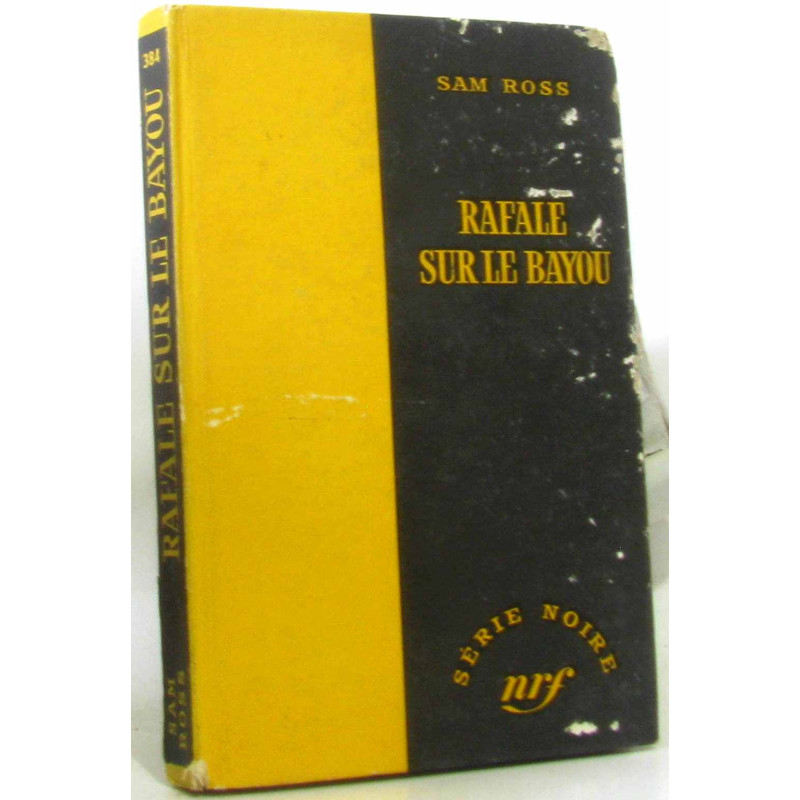 384
RAFALE SUR LE BAYOU
SAM
ROSS
SAM ROSS
RAFALE
SUR LE BAYOU
SÉRIE NOIRE
nrf